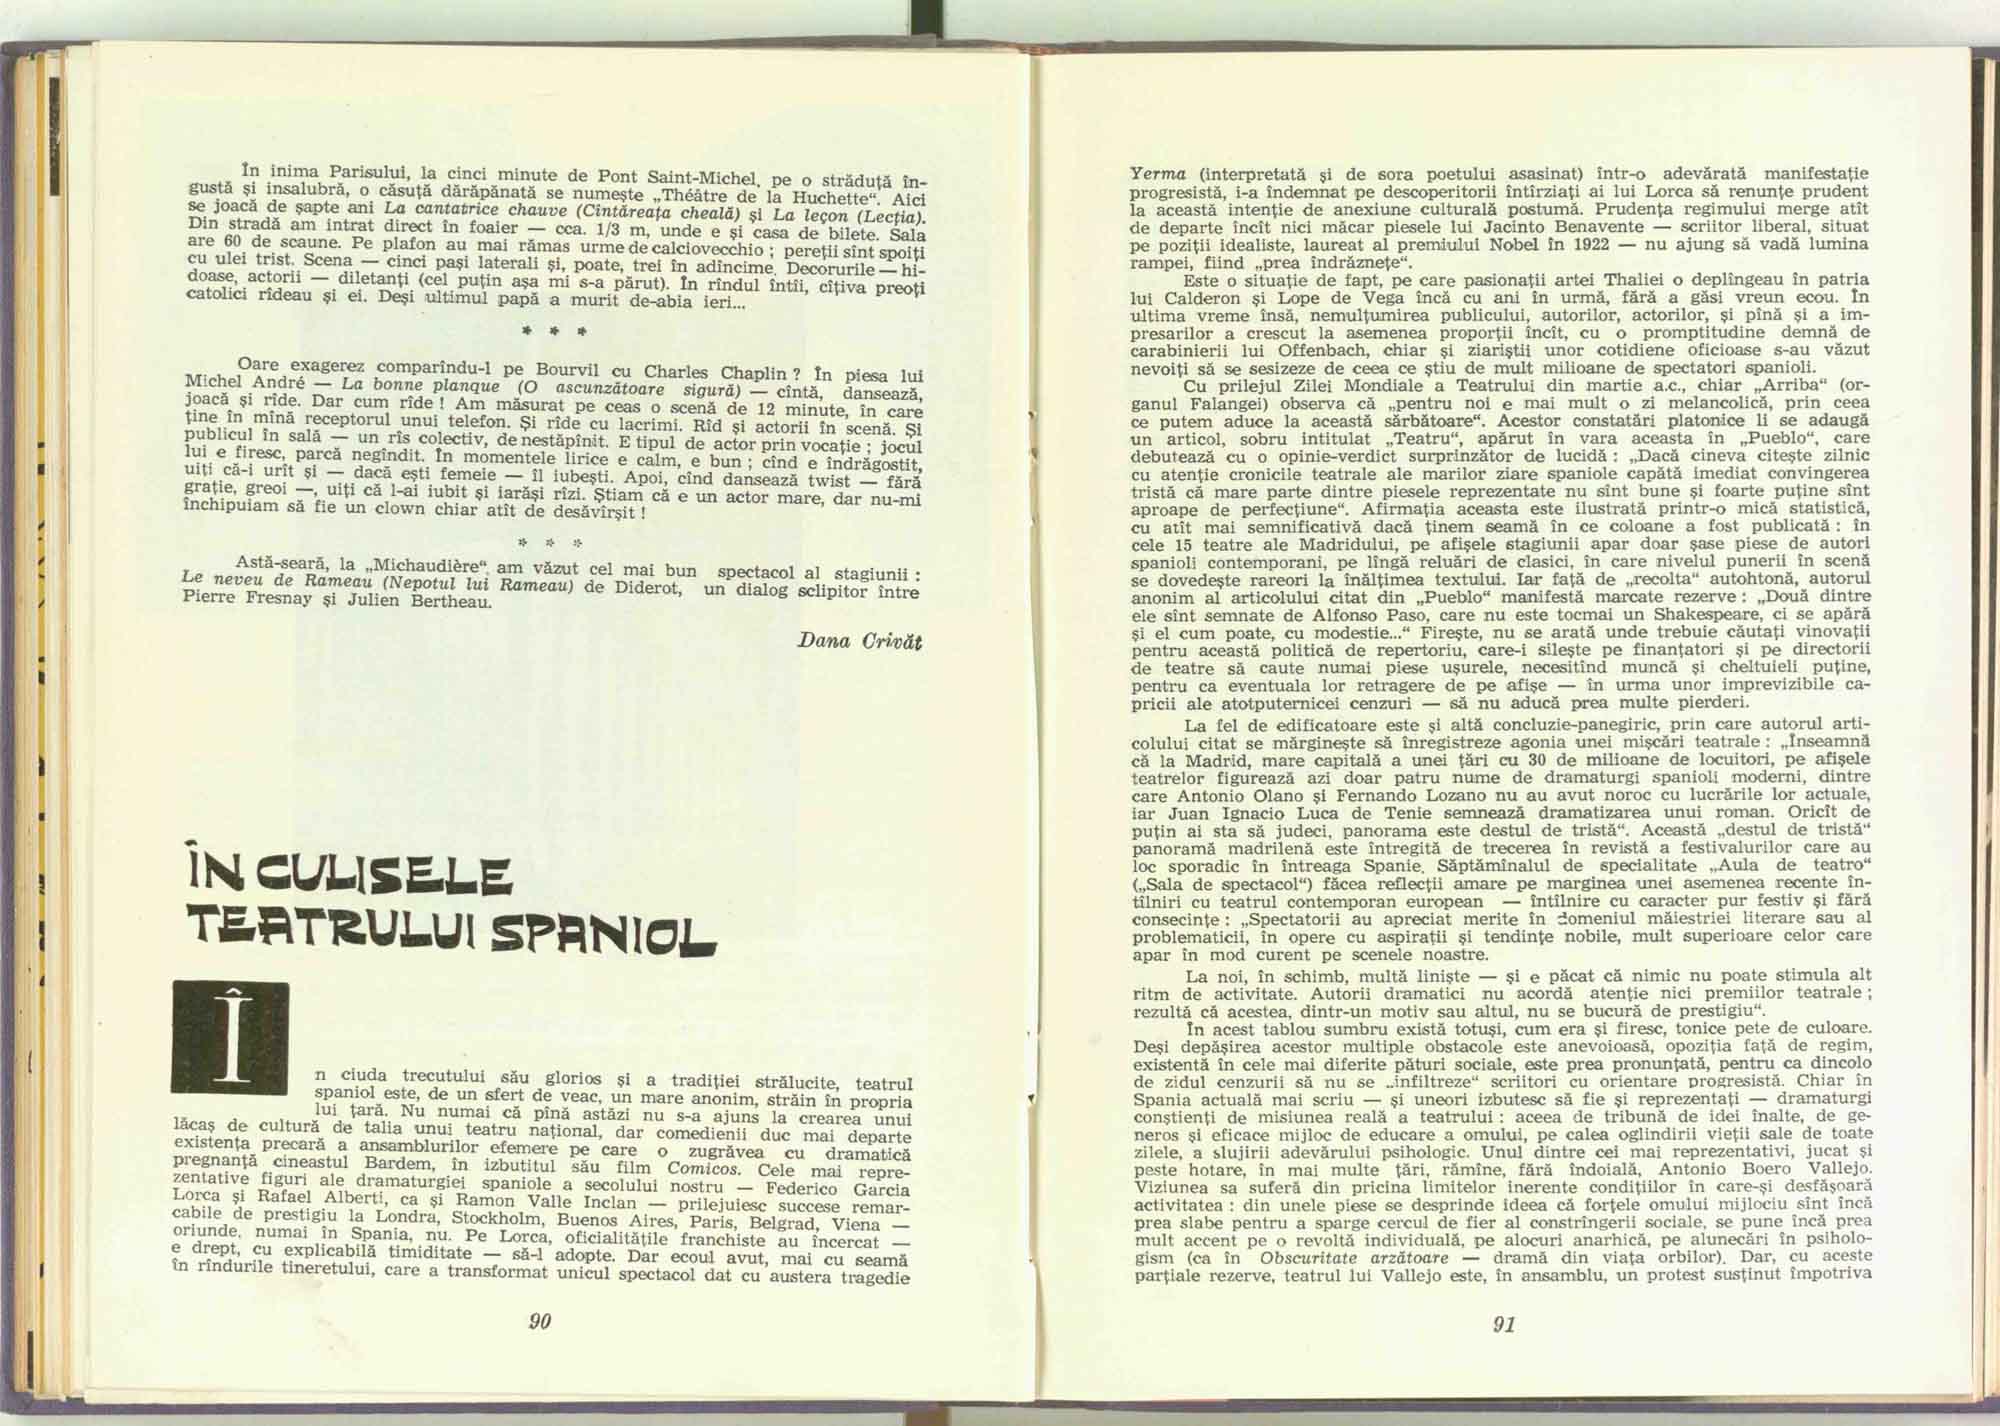 În inima Parisului, la cinci minute de Pont Saint-Michel, pe o străduță în-
gustă și insalubră, o căsuță dărăpănată se numește „Théâtre de la Huchette“. Aici
se joacă de șapte ani La cantatrice chauve (Cîntăreața cheală) și La leçon (Lecția).
Din stradă am intrat direct în foaier — cca. 1/3 m, unde e și casa de bilete. Sala
are 60 de scaune. Pe plafon au mai rămas urme de calciovecchio ; pereții sînt spoiți
cu ulei trist. Scena — cinci pași laterali și, poate, trei în adîncime. Decorurile — hi-
doase, actorii — diletanți (cel puțin așa mi s-a părut). În rîndul întîi, cîțiva preoți
catolici rîdeau și ei. Deși ultimul papă a murit de-abia ieri...
* * *
Oare exagerez comparîndu-l pe Bourvil cu Charles Chaplin ? În piesa lui
Michel André — La bonne planque (O ascunzătoare sigură) — cîntă, dansează,
joacă și rîde. Dar cum rîde ! Am măsurat pe ceas o scenă de 12 minute, în care
ține în mînă receptorul unui telefon. Și rîde cu lacrimi. Rîd și actorii în scenă. Și
publicul în sală — un rîs colectiv, de nestăpînit. E tipul de actor prin vocație ; jocul
lui e firesc, parcă negîndit. În momentele lirice e calm, e bun ; cînd e îndrăgostit,
uiți că-i urît și — dacă ești femeie — îl iubești. Apoi, cînd dansează twist — fără
grație, greoi —, uiți că l-ai iubit și iarăși rîzi. Știam că e un actor mare, dar nu-mi
închipuiam să fie un clown chiar atît de desăvîrșit !
* * *
Astă-seară, la „Michaudière“ am văzut cel mai bun spectacol al stagiunii :
Le neveu de Rameau (Nepotul lui Rameau) de Diderot, un dialog sclipitor între
Pierre Fresnay și Julien Bertheau.
Dana Crivăt
ÎN CULISELE
TEATRULUI SPANIOL
În ciuda trecutului său glorios și a tradiției strălucite, teatrul
spaniol este, de un sfert de veac, un mare anonim, străin în propria
lui țară. Nu numai că pînă astăzi nu s-a ajuns la crearea unui
lăcaș de cultură de talia unui teatru național, dar comedienii duc mai departe
existența precară a ansamblurilor efemere pe care o zugrăvea cu dramatică
pregnanță cineastul Bardem, în izbutitul său film Comicos. Cele mai repre-
zentative figuri ale dramaturgiei spaniole a secolului nostru — Federico Garcia
Lorca și Rafael Alberti, ca și Ramon Valle Inclan — prilejuiesc succese remar-
cabile de prestigiu la Londra, Stockholm, Buenos Aires, Paris, Belgrad, Viena —
oriunde, numai în Spania, nu. Pe Lorca, oficialitățile franchiste au încercat —
e drept, cu explicabilă timiditate — să-l adopte. Dar ecoul avut, mai cu seamă
în rîndurile tineretului, care a transformat unicul spectacol dat cu austera tragedie
90
Yerma (interpretată și de sora poetului asasinat) într-o adevărată manifestație
progresistă, i-a îndemnat pe descoperitorii întîrziați ai lui Lorca să renunțe prudent
la această intenție de anexiune culturală postumă. Prudența regimului merge atît
de departe încît nici măcar piesele lui Jacinto Benavente — scriitor liberal, situat
pe poziții idealiste, laureat al premiului Nobel în 1922 — nu ajung să vadă lumina
rampei, fiind „prea îndrăznețe“.
Este o situație de fapt, pe care pasionații artei Thaliei o deplîngeau în patria
lui Calderon și Lope de Vega încă cu ani în urmă, fără a găsi vreun ecou. În
ultima vreme însă, nemulțumirea publicului, autorilor, actorilor, și pînă și a im-
presarilor a crescut la asemenea proporții încît, cu o promptitudine demnă de
carabinierii lui Offenbach, chiar și ziariștii unor cotidiene oficioase s-au văzut
nevoiți să se sesizeze de ceea ce știu de mult milioane de spectatori spanioli.
Cu prilejul Zilei Mondiale a Teatrului din martie a.c., chiar „Arriba“ (or-
ganul Falangei) observa că „pentru noi e mai mult o zi melancolică, prin ceea
ce putem aduce la această sărbătoare“. Acestor constatări platonice li se adaugă
un articol, sobru intitulat „Teatru“, apărut în vara aceasta în „Pueblo“, care
debutează cu o opinie-verdict surprinzător de lucidă : „Dacă cineva citește zilnic
cu atenție cronicile teatrale ale marilor ziare spaniole capătă imediat convingerea
tristă că mare parte dintre piesele reprezentate nu sînt bune și foarte puține sînt
aproape de perfecțiune“. Afirmația aceasta este ilustrată printr-o mică statistică,
cu atît mai semnificativă dacă ținem seamă în ce coloane a fost publicată : în
cele 15 teatre ale Madridului, pe afișele stagiunii apar doar șase piese de autori
spanioli contemporani, pe lîngă reluări de clasici, în care nivelul punerii în scenă
se dovedește rareori la înălțimea textului. Iar față de „recolta“ autohtonă, autorul
anonim al articolului citat din „Pueblo“ manifestă marcate rezerve : „Două dintre
ele sînt semnate de Alfonso Paso, care nu este tocmai un Shakespeare, ci se apără
și el cum poate, cu modestie...“ Firește, nu se arată unde trebuie căutați vinovații
pentru această politică de repertoriu, care-i silește pe finanțatori și pe directorii
de teatre să caute numai piese ușurele, necesitînd muncă și cheltuieli puține,
pentru ca eventuala lor retragere de pe afișe — în urma unor imprevizibile ca-
pricii ale atotputernicei cenzuri — să nu aducă prea multe pierderi.
La fel de edificatoare este și altă concluzie-panegiric, prin care autorul arti-
colului citat se mărginește să înregistreze agonia unei mișcări teatrale : „Înseamnă
că la Madrid, mare capitală a unei țări cu 30 de milioane de locuitori, pe afișele
teatrelor figurează azi doar patru nume de dramaturgi spanioli moderni, dintre
care Antonio Olano și Fernando Lozano nu au avut noroc cu lucrările lor actuale,
iar Juan Ignacio Luca de Tenie semnează dramatizarea unui roman. Oricît de
puțin ai sta să judeci, panorama este destul de tristă“. Această „destul de tristă“
panoramă madrilenă este întregită de trecerea în revistă a festivalurilor care au
loc sporadic în întreaga Spanie. Săptămînalul de specialitate „Aula de teatro“
(„Sala de spectacol“) făcea reflecții amare pe marginea unei asemenea recente în-
tîlniri cu teatrul contemporan european — întîlnire cu caracter pur festiv și fără
consecințe : „Spectatorii au apreciat merite în domeniul măiestriei literare sau al
problematicii, în opere cu aspirații și tendințe nobile, mult superioare celor care
apar în mod curent pe scenele noastre.
La noi, în schimb, multă liniște — și e păcat că nimic nu poate stimula alt
ritm de activitate. Autorii dramatici nu acordă atenție nici premiilor teatrale ;
rezultă că acestea, dintr-un motiv sau altul, nu se bucură de prestigiu“.
În acest tablou sumbru există totuși, cum era și firesc, tonice pete de culoare.
Deși depășirea acestor multiple obstacole este anevoioasă, opoziția față de regim,
existentă în cele mai diferite pături sociale, este prea pronunțată, pentru ca dincolo
de zidul cenzurii să nu se „infiltreze“ scriitori cu orientare progresistă. Chiar în
Spania actuală mai scriu — și uneori izbutesc să fie și reprezentați — dramaturgi
conștienți de misiunea reală a teatrului : aceea de tribună de idei înalte, de ge-
neros și eficace mijloc de educare a omului, pe calea oglindirii vieții sale de toate
zilele, a slujirii adevărului psihologic. Unul dintre cei mai reprezentativi, jucat și
peste hotare, în mai multe țări, rămîne, fără îndoială, Antonio Boero Vallejo.
Viziunea sa suferă din pricina limitelor inerente condițiilor în care-și desfășoară
activitatea : din unele piese se desprinde ideea că forțele omului mijlociu sînt încă
prea slabe pentru a sparge cercul de fier al constrîngerii sociale, se pune încă prea
mult accent pe o revoltă individuală, pe alocuri anarhică, pe alunecări în psiholo-
gism (ca în Obscuritate arzătoare — dramă din viața orbilor). Dar, cu aceste
parțiale rezerve, teatrul lui Vallejo este, în ansamblu, un protest susținut împotriva
91